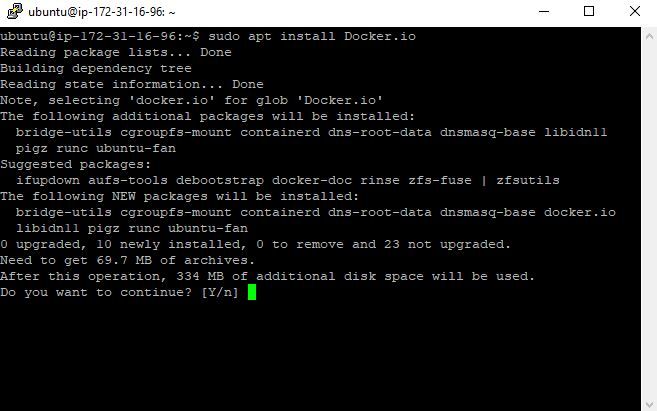 ubuntu@ip-172-31-16-96: ~
ubuntu@ip-172-31-16-96:~$ sudo apt install Docker.io
Reading package lists... Done
Building dependency tree
Reading state information... Done
Note, selecting 'docker.io' for glob 'Docker.io'
The following additional packages will be installed:
  bridge-utils cgroupfs-mount containerd dns-root-data dnsmasq-base libidn11
  pigz runc ubuntu-fan
Suggested packages:
  ifupdown aufs-tools debootstrap docker-doc rinse zfs-fuse | zfsutils
The following NEW packages will be installed:
  bridge-utils cgroupfs-mount containerd dns-root-data dnsmasq-base docker.io
  libidn11 pigz runc ubuntu-fan
0 upgraded, 10 newly installed, 0 to remove and 23 not upgraded.
Need to get 69.7 MB of archives.
After this operation, 334 MB of additional disk space will be used.
Do you want to continue? [Y/n]